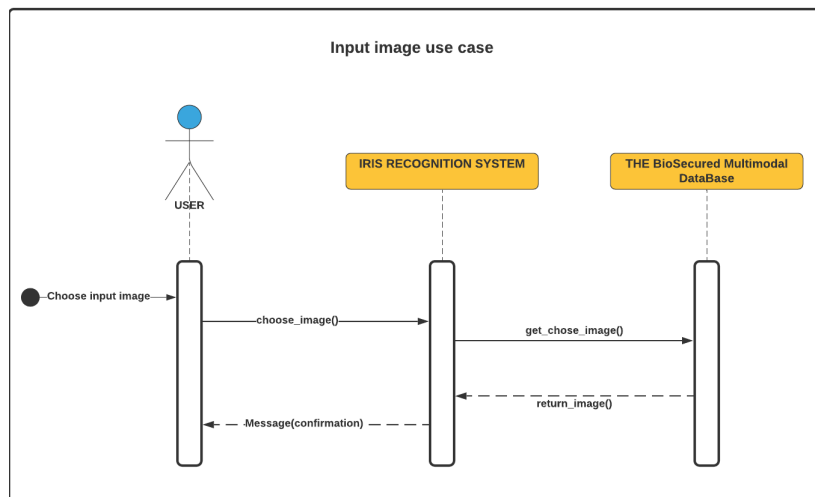 Input image use case
IRIS RECOGNITION SYSTEM
THE BioSecured Multimodal
DataBase
USER
Choose input image
choose_image()
get_chose_image()
return_image()
Message(confirmation)